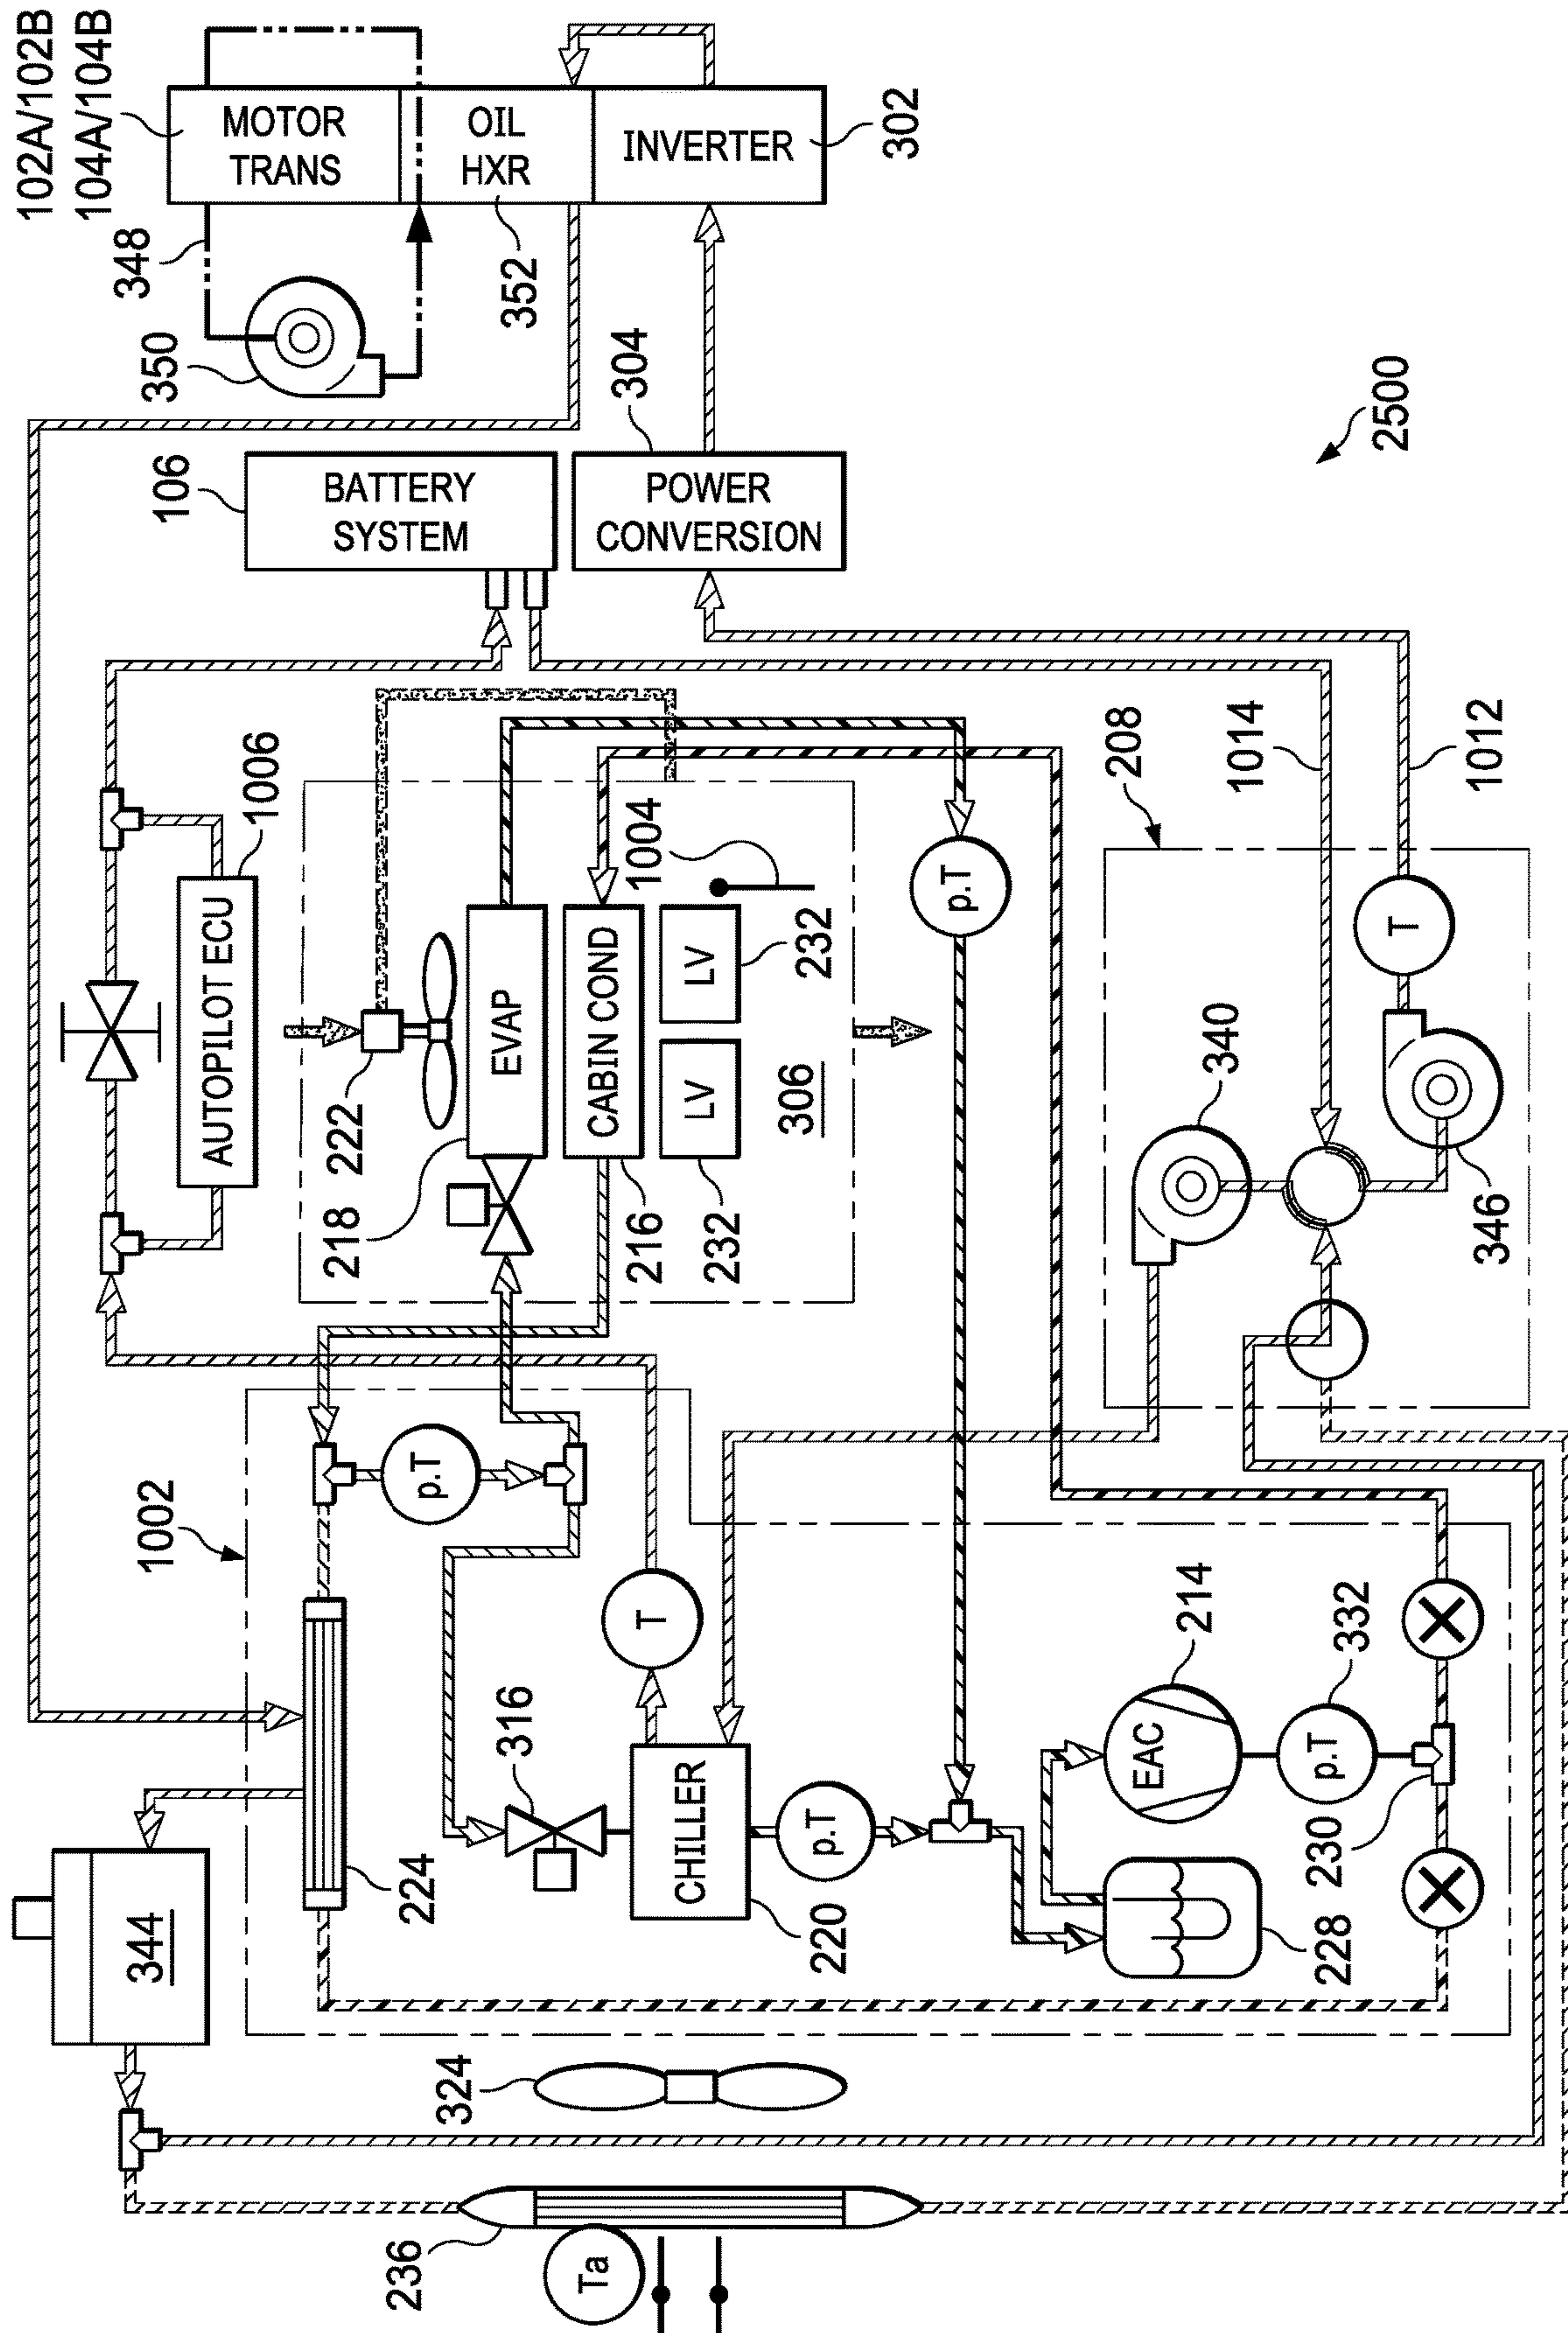 102A/102B
104A/104B
MOTOR
TRANS
OIL
HXR
INVERTER
302
348
350
352
304
106
BATTERY
SYSTEM
POWER
CONVERSION
2500
1006
AUTOPILOT ECU
222
EVAP
218
CABIN COND
216
LV
232
LV
232
1004
306
p.T
208
1014
1012
T
340
346
1002
p.T
T
316
CHILLER
220
p.T
224
344
EAC
214
p.T
332
230
228
324
236
Ta